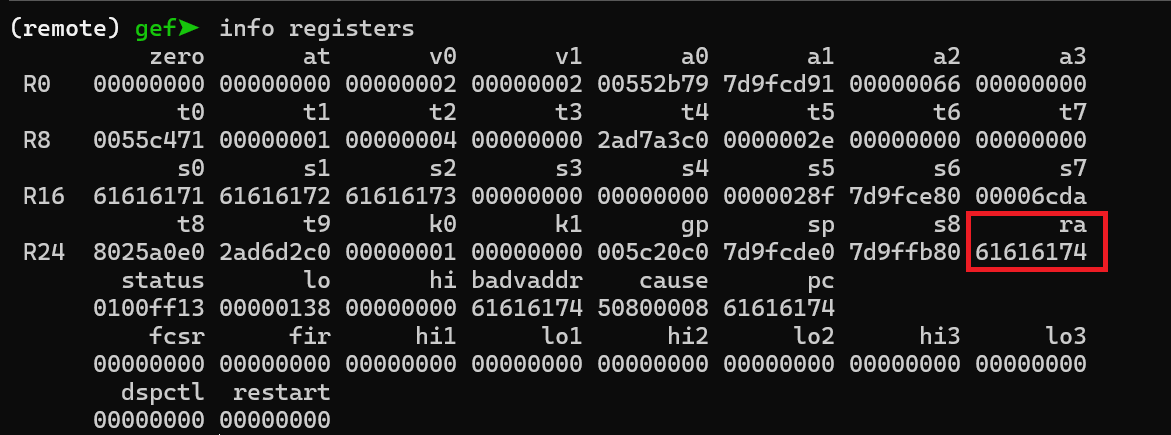 (remote) gef➤ info registers
zero at v0 v1 a0 a1 a2 a3
R0 00000000 00000000 00000002 00000002 00552b79 7d9fcd91 00000066 00000000
t0 t1 t2 t3 t4 t5 t6 t7
R8 0055c471 00000001 00000004 00000000 2ad7a3c0 0000002e 00000000 00000000
s0 s1 s2 s3 s4 s5 s6 s7
R16 61616171 61616172 61616173 00000000 00000000 0000028f 7d9fce80 00006cda
t8 t9 k0 k1 gp sp s8 ra
R24 8025a0e0 2ad6d2c0 00000001 00000000 005c20c0 7d9fcde0 7d9ffb80 61616174
status lo hi badvaddr cause pc
0100ff13 00000138 00000000 61616174 50800008 61616174
fcsr fir hi1 lo1 hi2 lo2 hi3 lo3
00000000 00000000 00000000 00000000 00000000 00000000 00000000 00000000
dspctl restart
00000000 00000000